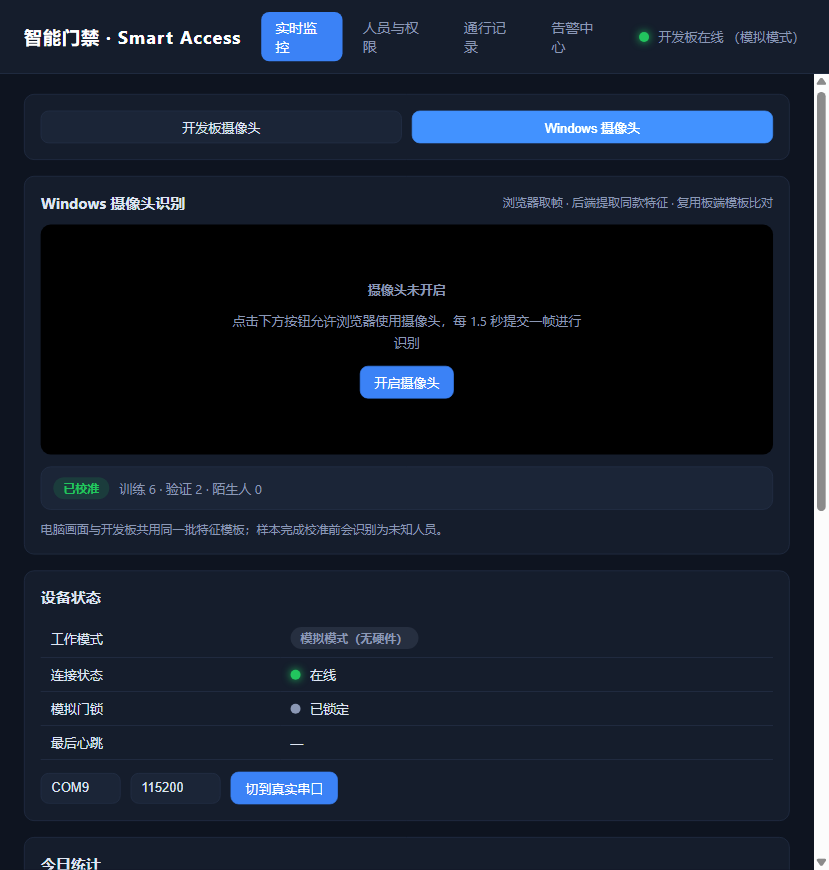 智能门禁 · Smart Access
实时监
控
人员与权
限
通行记
录
告警中
心
开发板在线 （模拟模式）
开发板摄像头
Windows 摄像头
Windows 摄像头识别
浏览器取帧 · 后端提取同款特征 · 复用板端模板比对
摄像头未开启
点击下方按钮允许浏览器使用摄像头，每 1.5 秒提交一帧进行
识别
开启摄像头
已校准 训练 6 · 验证 2 · 陌生人 0
电脑画面与开发板共用同一批特征模板；样本完成校准前会识别为未知人员。
设备状态
工作模式 模拟模式（无硬件）
连接状态 在线
模拟门锁 已锁定
最后心跳 —
COM9 115200 切到真实串口
今日统计